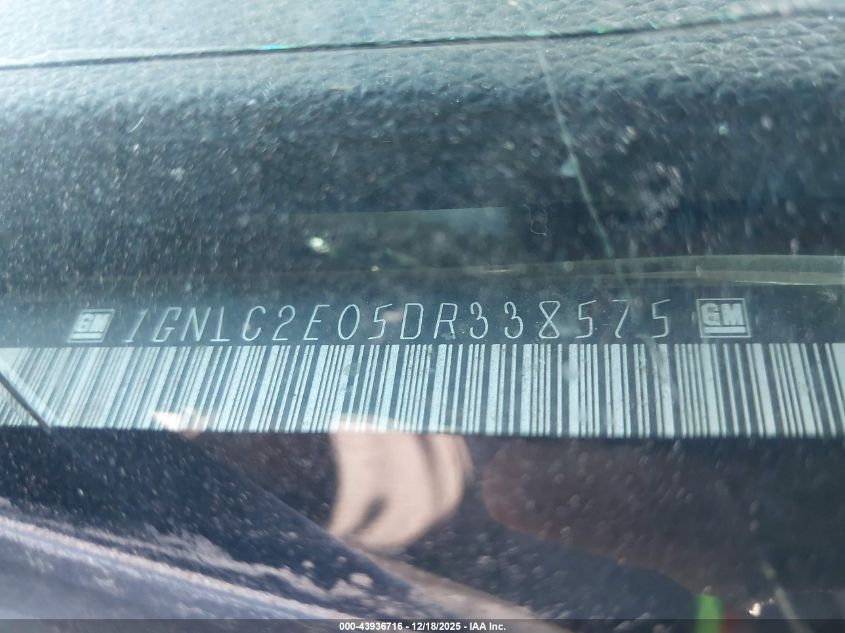 GM 1GNLC2E05DR338575 GM
000-43936716 - 12/18/2025 - IAA Inc.